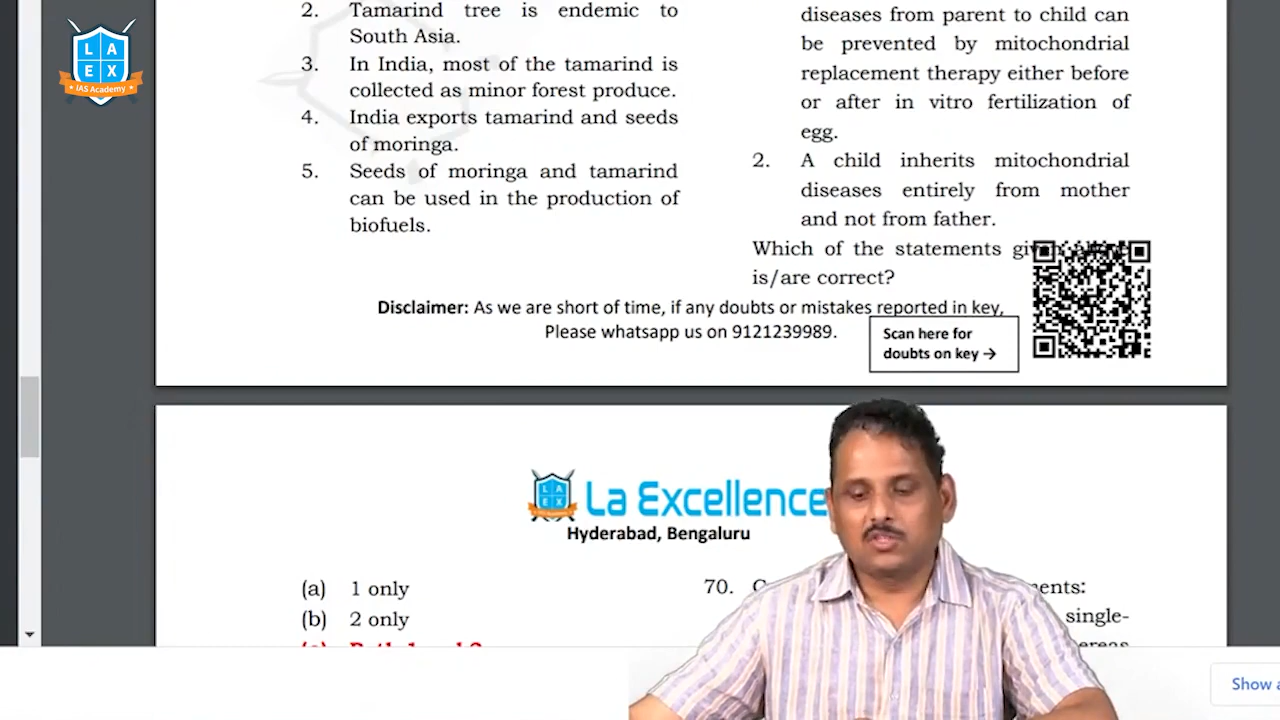 L A
E X
IAS Academy
2. Tamarind tree is endemic to
South Asia.
3. In India, most of the tamarind is
collected as minor forest produce.
4. India exports tamarind and seeds
of moringa.
5. Seeds of moringa and tamarind
can be used in the production of
biofuels.
diseases from parent to child can
be prevented by mitochondrial
replacement therapy either before
or after in vitro fertilization of
egg.
2. A child inherits mitochondrial
diseases entirely from mother
and not from father.
Which of the statements
is/are correct?
Disclaimer: As we are short of time, if any doubts or mistakes reported in key,
Please whatsapp us on 9121239989.
Scan here for
doubts on key →
L A
E X
La Excellence
Hyderabad, Bengaluru
(a) 1 only
(b) 2 only
70.
single-
Show